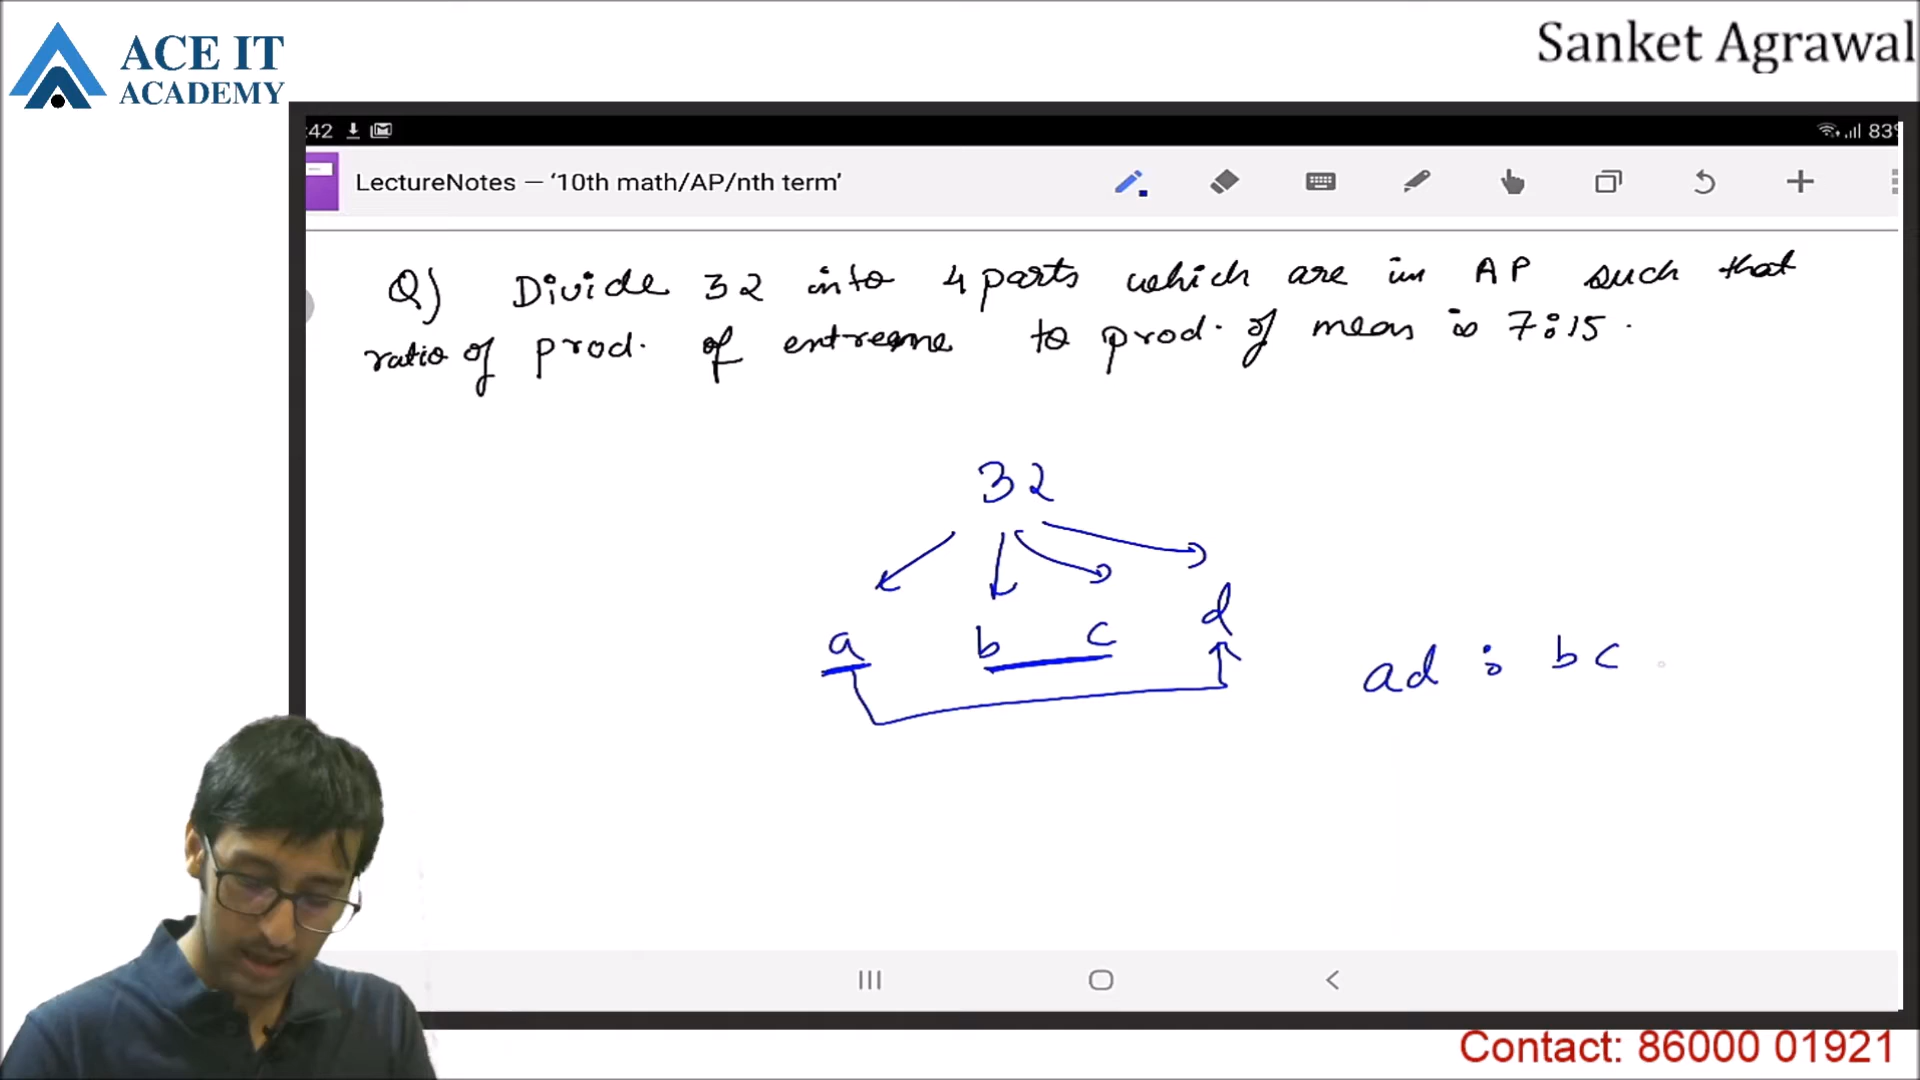 ACE IT
ACADEMY
Sanket Agrawal
:42
83%
LectureNotes – ‘10th math/AP/nth term’
Q) Divide 32 into 4 parts which are in AP such that
ratio of prod. of extreme to prod. of mean is 7:15.
32
a b c d
ad : bc
Contact: 86000 01921